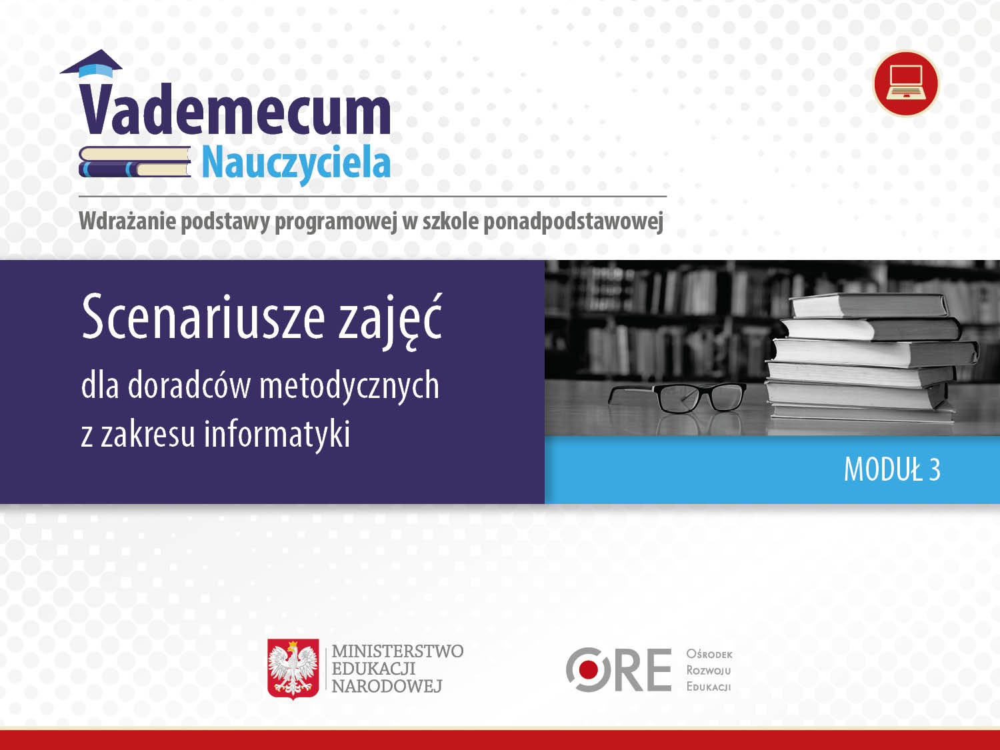 Vademecum
Nauczyciela
Wdrażanie podstawy programowej w szkole ponadpodstawowej
Scenariusze zajęć
dla doradców metodycznych
z zakresu informatyki
MODUŁ 3
MINISTERSTWO
EDUKACJI
NARODOWEJ
ORE
Ośrodek
Rozwoju
Edukacji